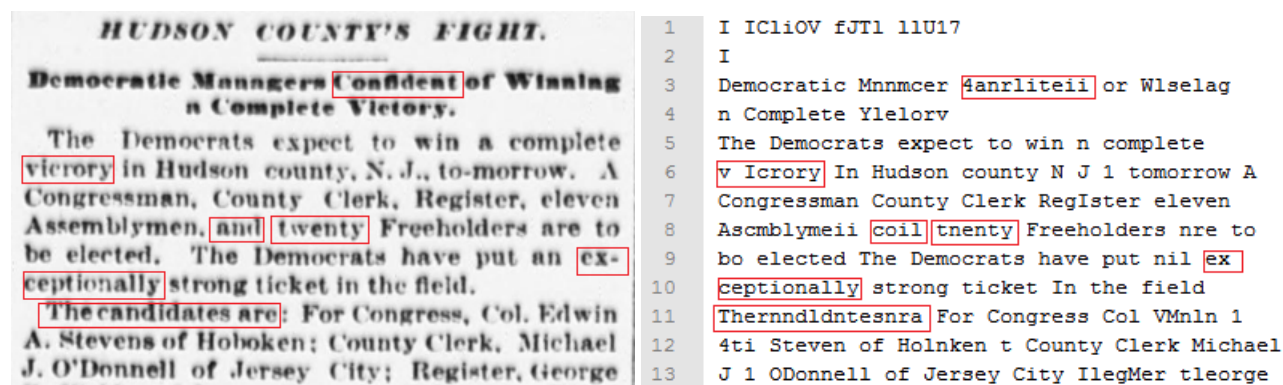 HUDSON COUNTY'S FIGHT.
Democratic Managers Confident of Winning
a Complete Victory.
The Democrats expect to win a complete
vicrory in Hudson county, N. J., to-morrow. A
Congressman, County Clerk, Register, eleven
Assemblymen, and twenty Freeholders are to
be elected. The Democrats have put an ex-
ceptionally strong ticket in the field.
The candidates are: For Congress, Col. Edwin
A. Stevens of Hoboken; County Clerk, Michael
J. O'Donnell of Jersey City; Register, George
1 I ICliOV fJTl llU17
2 I
3 Democratic Mnnmcer 4anrliteii or Wlselag
4 n Complete Ylelorv
5 The Democrats expect to win n complete
6 v Icrory In Hudson county N J 1 tomorrow A
7 Congressman County Clerk RegIster eleven
8 Ascmblymeii coil tnenty Freeholders nre to
9 bo elected The Democrats have put nil ex
10 ceptionally strong ticket In the field
11 Thernndldntesnra For Congress Col VMnln 1
12 4ti Steven of Holnken t County Clerk Michael
13 J 1 ODonnell of Jersey City IlegMer tleorge